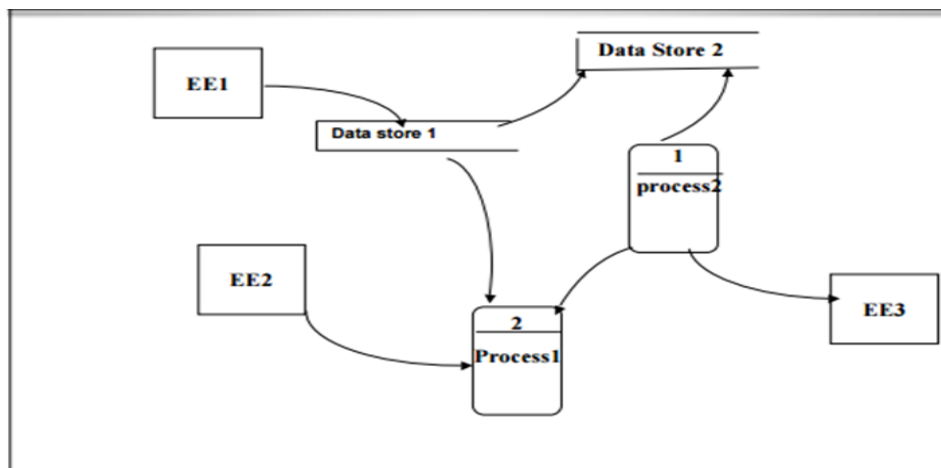 Data Store 2
EE1
Data store 1
1
process2
EE2
EE3
2
Process1